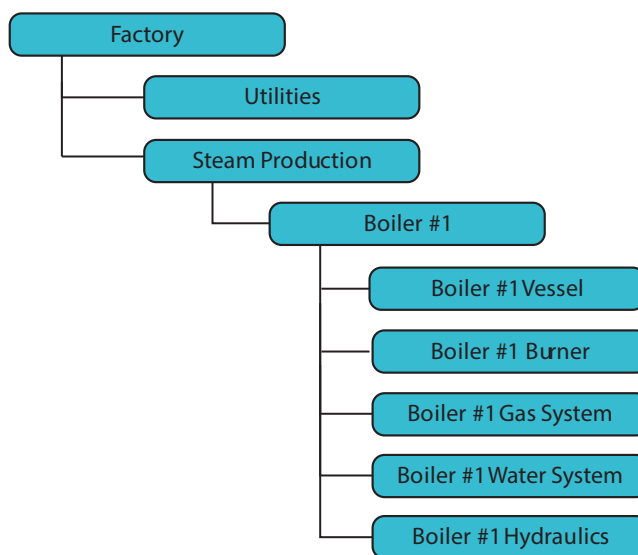 Factory
Utilities
Steam Production
Boiler #1
Boiler #1 Vessel
Boiler #1 Burner
Boiler #1 Gas System
Boiler #1 Water System
Boiler #1 Hydraulics